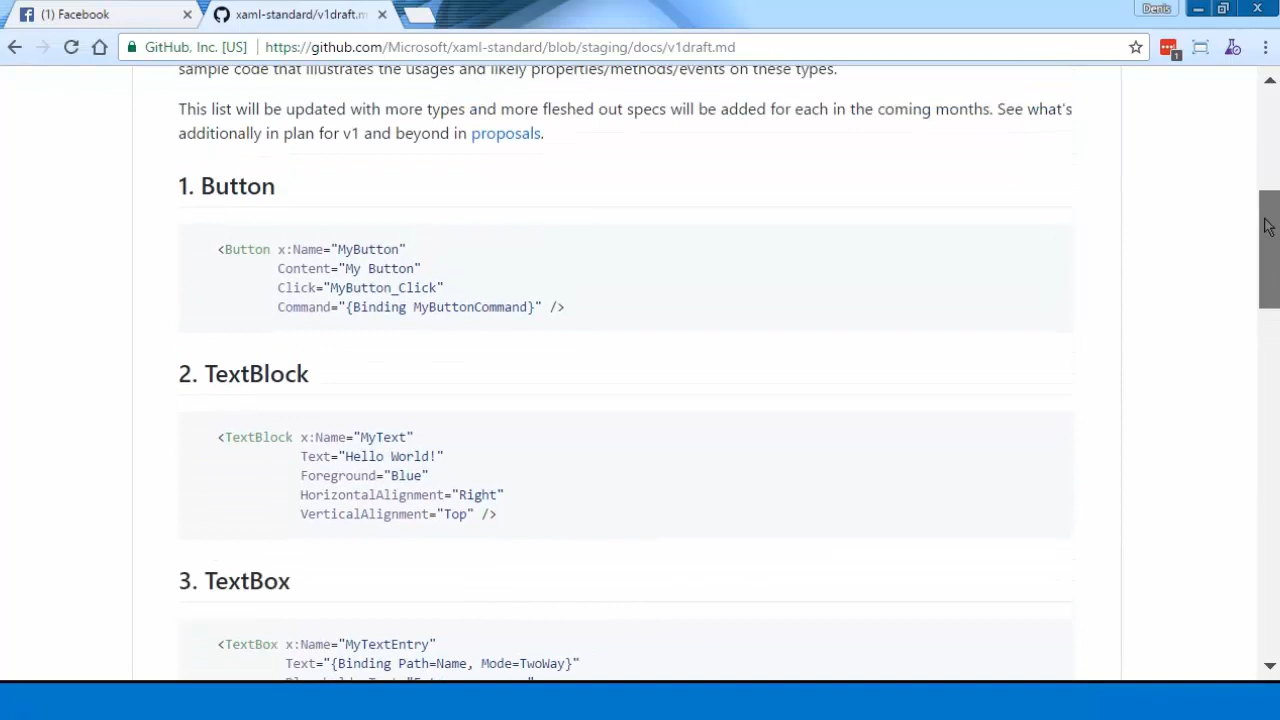 (1) Facebook
xaml-standard/v1draft.m
Denis
GitHub, Inc. [US]
https://github.com/Microsoft/xaml-standard/blob/staging/docs/v1draft.md
1
sample code that illustrates the usages and likely properties/methods/events on these types.
This list will be updated with more types and more fleshed out specs will be added for each in the coming months. See what's
additionally in plan for v1 and beyond in proposals.
1. Button
<Button x:Name="MyButton"
Content="My Button"
Click="MyButton_Click"
Command="{Binding MyButtonCommand}" />
2. TextBlock
<TextBlock x:Name="MyText"
Text="Hello World!"
Foreground="Blue"
HorizontalAlignment="Right"
VerticalAlignment="Top" />
3. TextBox
<TextBox x:Name="MyTextEntry"
Text="{Binding Path=Name, Mode=TwoWay}"